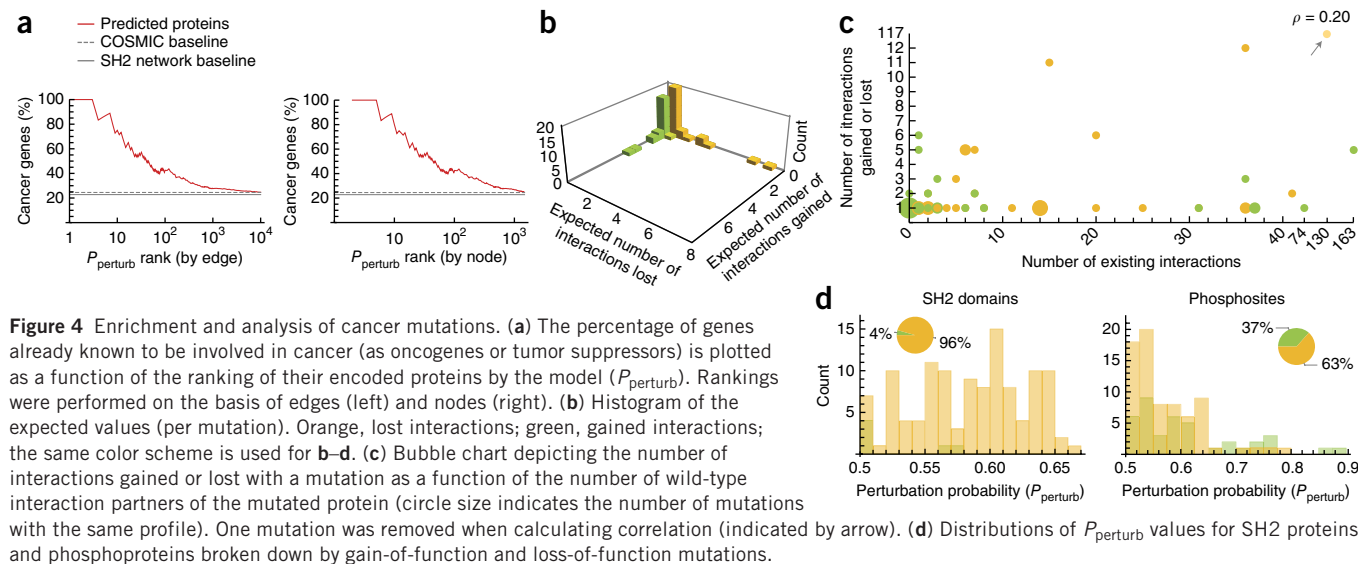 a
Predicted proteins
COSMIC baseline
SH2 network baseline
Cancer genes (%)
100
80
60
40
20
1
10
10²
10³
10⁴
P_perturb rank (by edge)
Cancer genes (%)
100
80
60
40
20
10
10²
10³
P_perturb rank (by node)
b
20
15
10
5
0
Count
0
2
4
6
8
Expected number of
interactions lost
0
2
4
6
Expected number of
interactions gained
c
ρ = 0.20
117
12
11
6
5
4
3
2
1
Number of itneractions
gained or lost
0
10
20
30
40
74
130
163
Number of existing interactions
d
SH2 domains
Count
15
10
5
4%
96%
0.5
0.55
0.60
0.65
Perturbation probability (P_perturb)
Phosphosites
20
15
10
5
37%
63%
0.5
0.6
0.7
0.8
0.9
Perturbation probability (P_perturb)
Figure 4 Enrichment and analysis of cancer mutations. (a) The percentage of genes
already known to be involved in cancer (as oncogenes or tumor suppressors) is plotted
as a function of the ranking of their encoded proteins by the model (P_perturb). Rankings
were performed on the basis of edges (left) and nodes (right). (b) Histogram of the
expected values (per mutation). Orange, lost interactions; green, gained interactions;
the same color scheme is used for b–d. (c) Bubble chart depicting the number of
interactions gained or lost with a mutation as a function of the number of wild-type
interaction partners of the mutated protein (circle size indicates the number of mutations
with the same profile). One mutation was removed when calculating correlation (indicated by arrow). (d) Distributions of P_perturb values for SH2 proteins
and phosphoproteins broken down by gain-of-function and loss-of-function mutations.